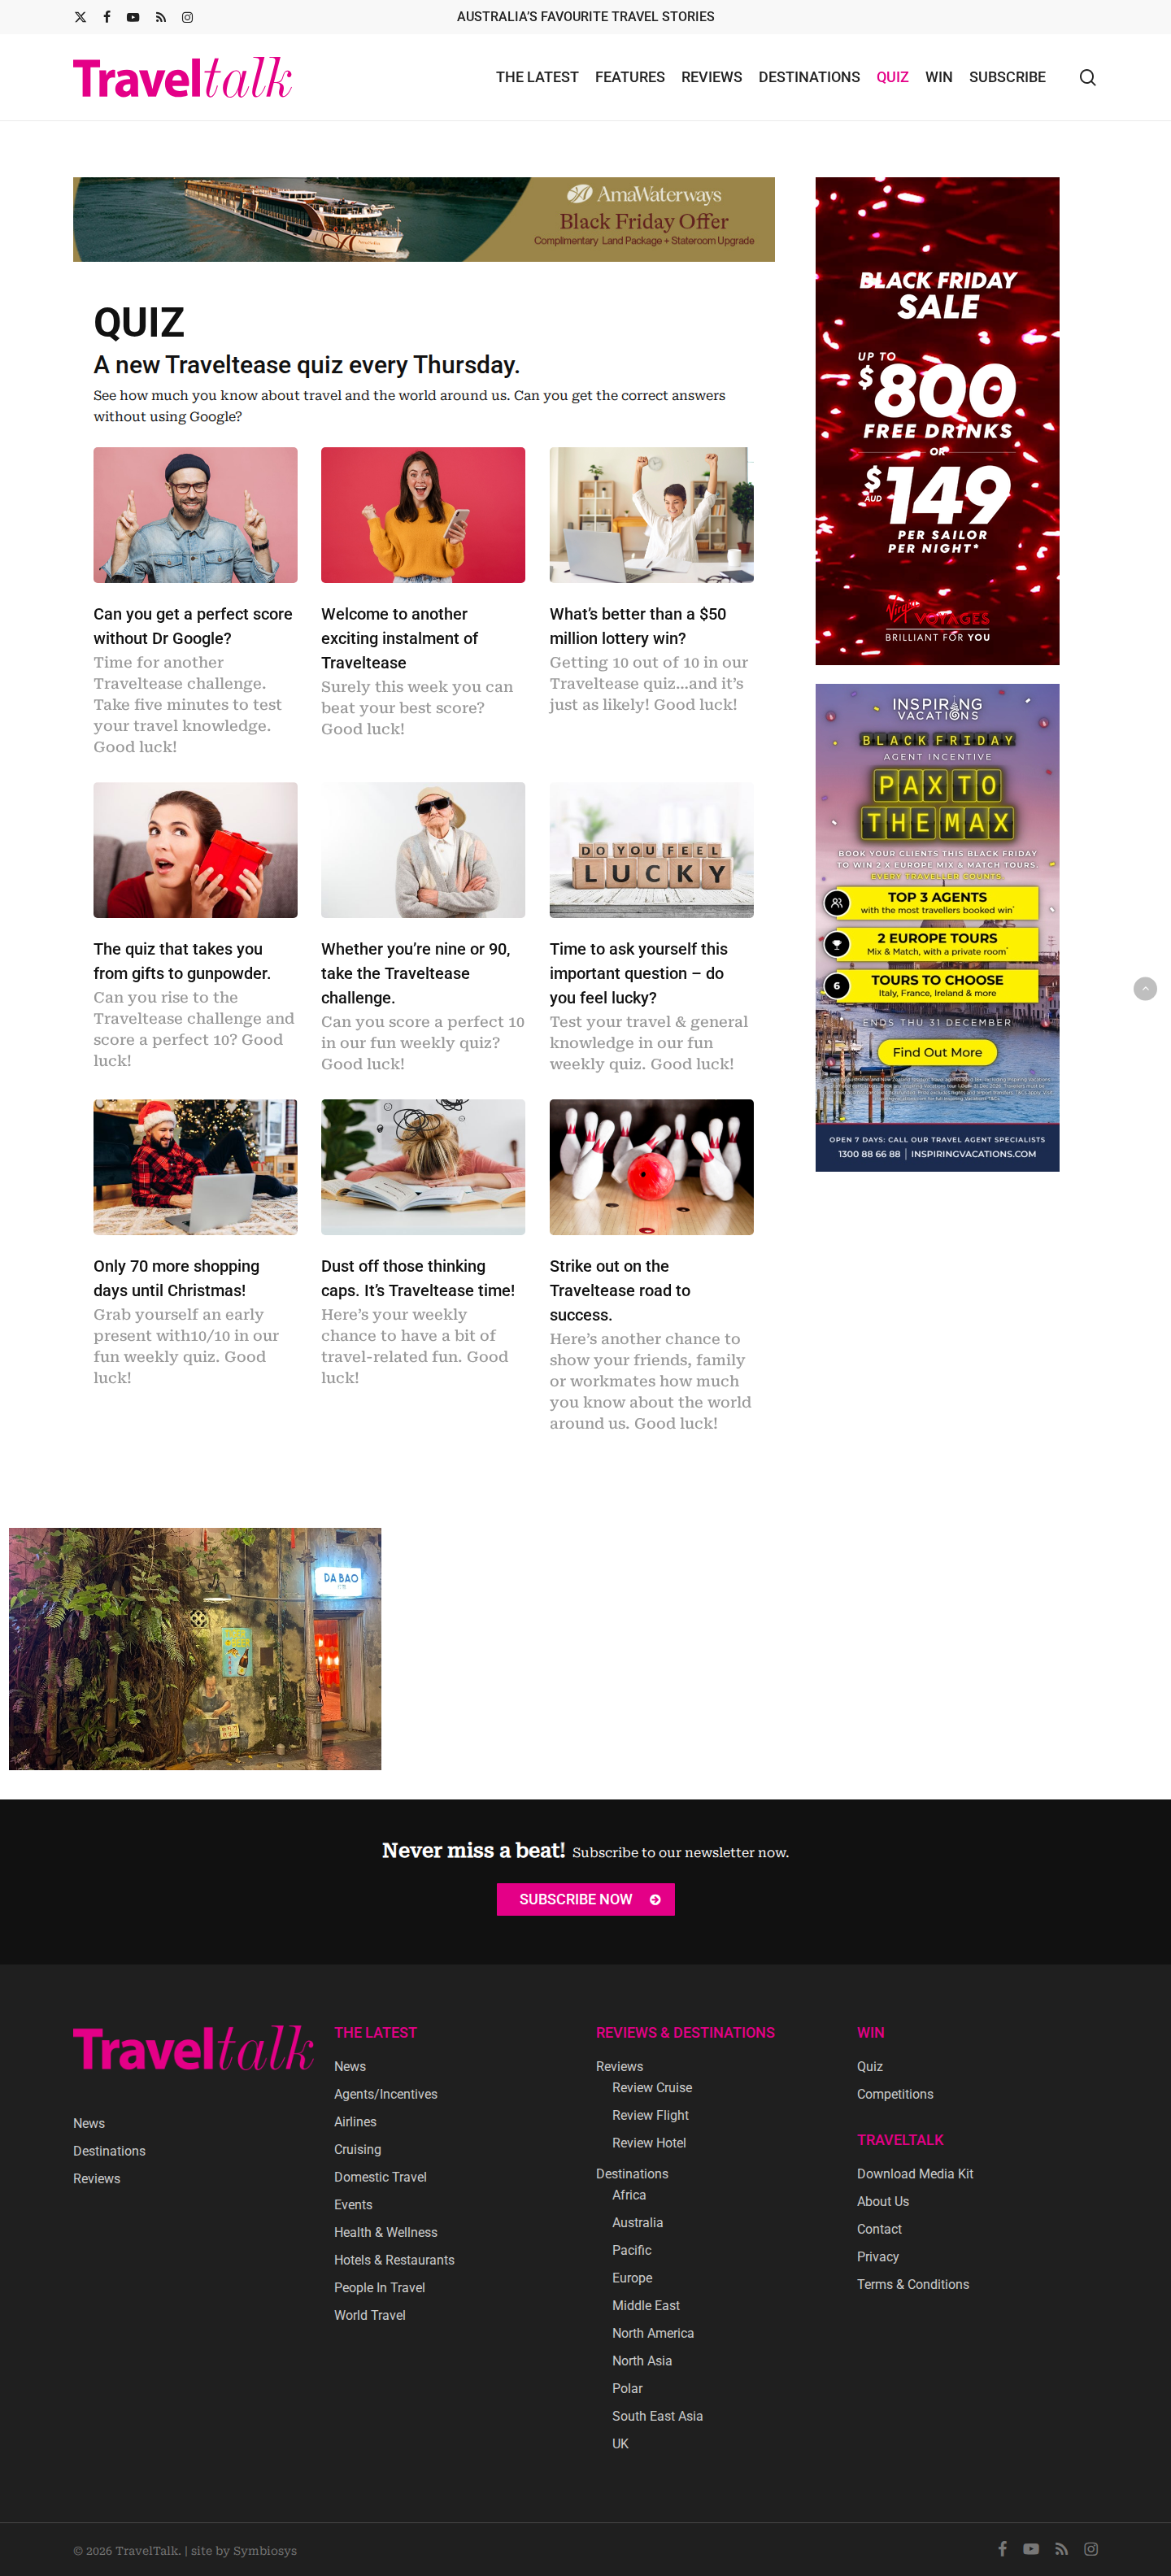 AUSTRALIA’S FAVOURITE TRAVEL STORIES
Traveltalk
THE LATEST FEATURES REVIEWS DESTINATIONS QUIZ WIN SUBSCRIBE
AmaWaterways
Black Friday Offer
Complimentary Land Package + Stateroom Upgrade
QUIZ
A new Traveltease quiz every Thursday.
See how much you know about travel and the world around us. Can you get the correct answers
without using Google?
Can you get a perfect score
without Dr Google?
Time for another
Traveltease challenge.
Take five minutes to test
your travel knowledge.
Good luck!
Welcome to another
exciting instalment of
Traveltease
Surely this week you can
beat your best score?
Good luck!
What’s better than a $50
million lottery win?
Getting 10 out of 10 in our
Traveltease quiz…and it’s
just as likely! Good luck!
The quiz that takes you
from gifts to gunpowder.
Can you rise to the
Traveltease challenge and
score a perfect 10? Good
luck!
Whether you’re nine or 90,
take the Traveltease
challenge.
Can you score a perfect 10
in our fun weekly quiz?
Good luck!
DO YOU FEEL
LUCKY
Time to ask yourself this
important question – do
you feel lucky?
Test your travel & general
knowledge in our fun
weekly quiz. Good luck!
Only 70 more shopping
days until Christmas!
Grab yourself an early
present with10/10 in our
fun weekly quiz. Good
luck!
Dust off those thinking
caps. It’s Traveltease time!
Here’s your weekly
chance to have a bit of
travel-related fun. Good
luck!
Strike out on the
Traveltease road to
success.
Here’s another chance to
show your friends, family
or workmates how much
you know about the world
around us. Good luck!
BLACK FRIDAY
SALE
UP TO
$800
FREE DRINKS
OR
$149
AUD
PER SAILOR
PER NIGHT*
Virgin
VOYAGES
BRILLIANT FOR YOU
INSPIRING
VACATIONS
BLACK FRIDAY
AGENT INCENTIVE
PAX TO
THE MAX
BOOK YOUR CLIENTS THIS BLACK FRIDAY
TO WIN 2 X EUROPE MIX & MATCH TOURS.
EVERY TRAVELLER COUNTS.
TOP 3 AGENTS
with the most travellers booked win*
2 EUROPE TOURS
Mix & Match, with a private room*
6
TOURS TO CHOOSE
Italy, France, Ireland & more
ENDS THU 31 DECEMBER
Find Out More
OPEN 7 DAYS: CALL OUR TRAVEL AGENT SPECIALISTS
1300 88 66 88 | INSPIRINGVACATIONS.COM
DA BAO
Never miss a beat! Subscribe to our newsletter now.
SUBSCRIBE NOW
Traveltalk
News
Destinations
Reviews
THE LATEST
News
Agents/Incentives
Airlines
Cruising
Domestic Travel
Events
Health & Wellness
Hotels & Restaurants
People In Travel
World Travel
REVIEWS & DESTINATIONS
Reviews
Review Cruise
Review Flight
Review Hotel
Destinations
Africa
Australia
Pacific
Europe
Middle East
North America
North Asia
Polar
South East Asia
UK
WIN
Quiz
Competitions
TRAVELTALK
Download Media Kit
About Us
Contact
Privacy
Terms & Conditions
© 2026 TravelTalk. | site by Symbiosys